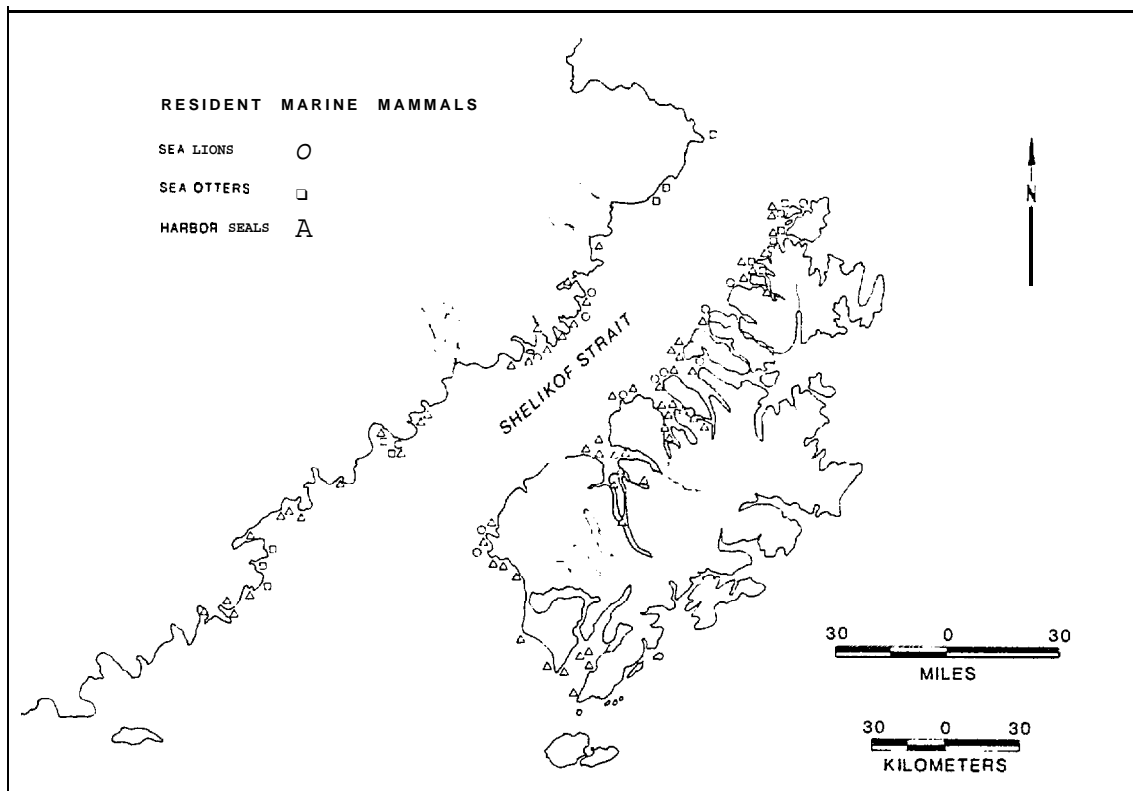 RESIDENT MARINE MAMMALS
SEA LIONS O
SEA OTTERS □
HARBOR SEALS A
N
SHELIKOF STRAIT
30 0 30
MILES
30 0 30
KILOMETERS